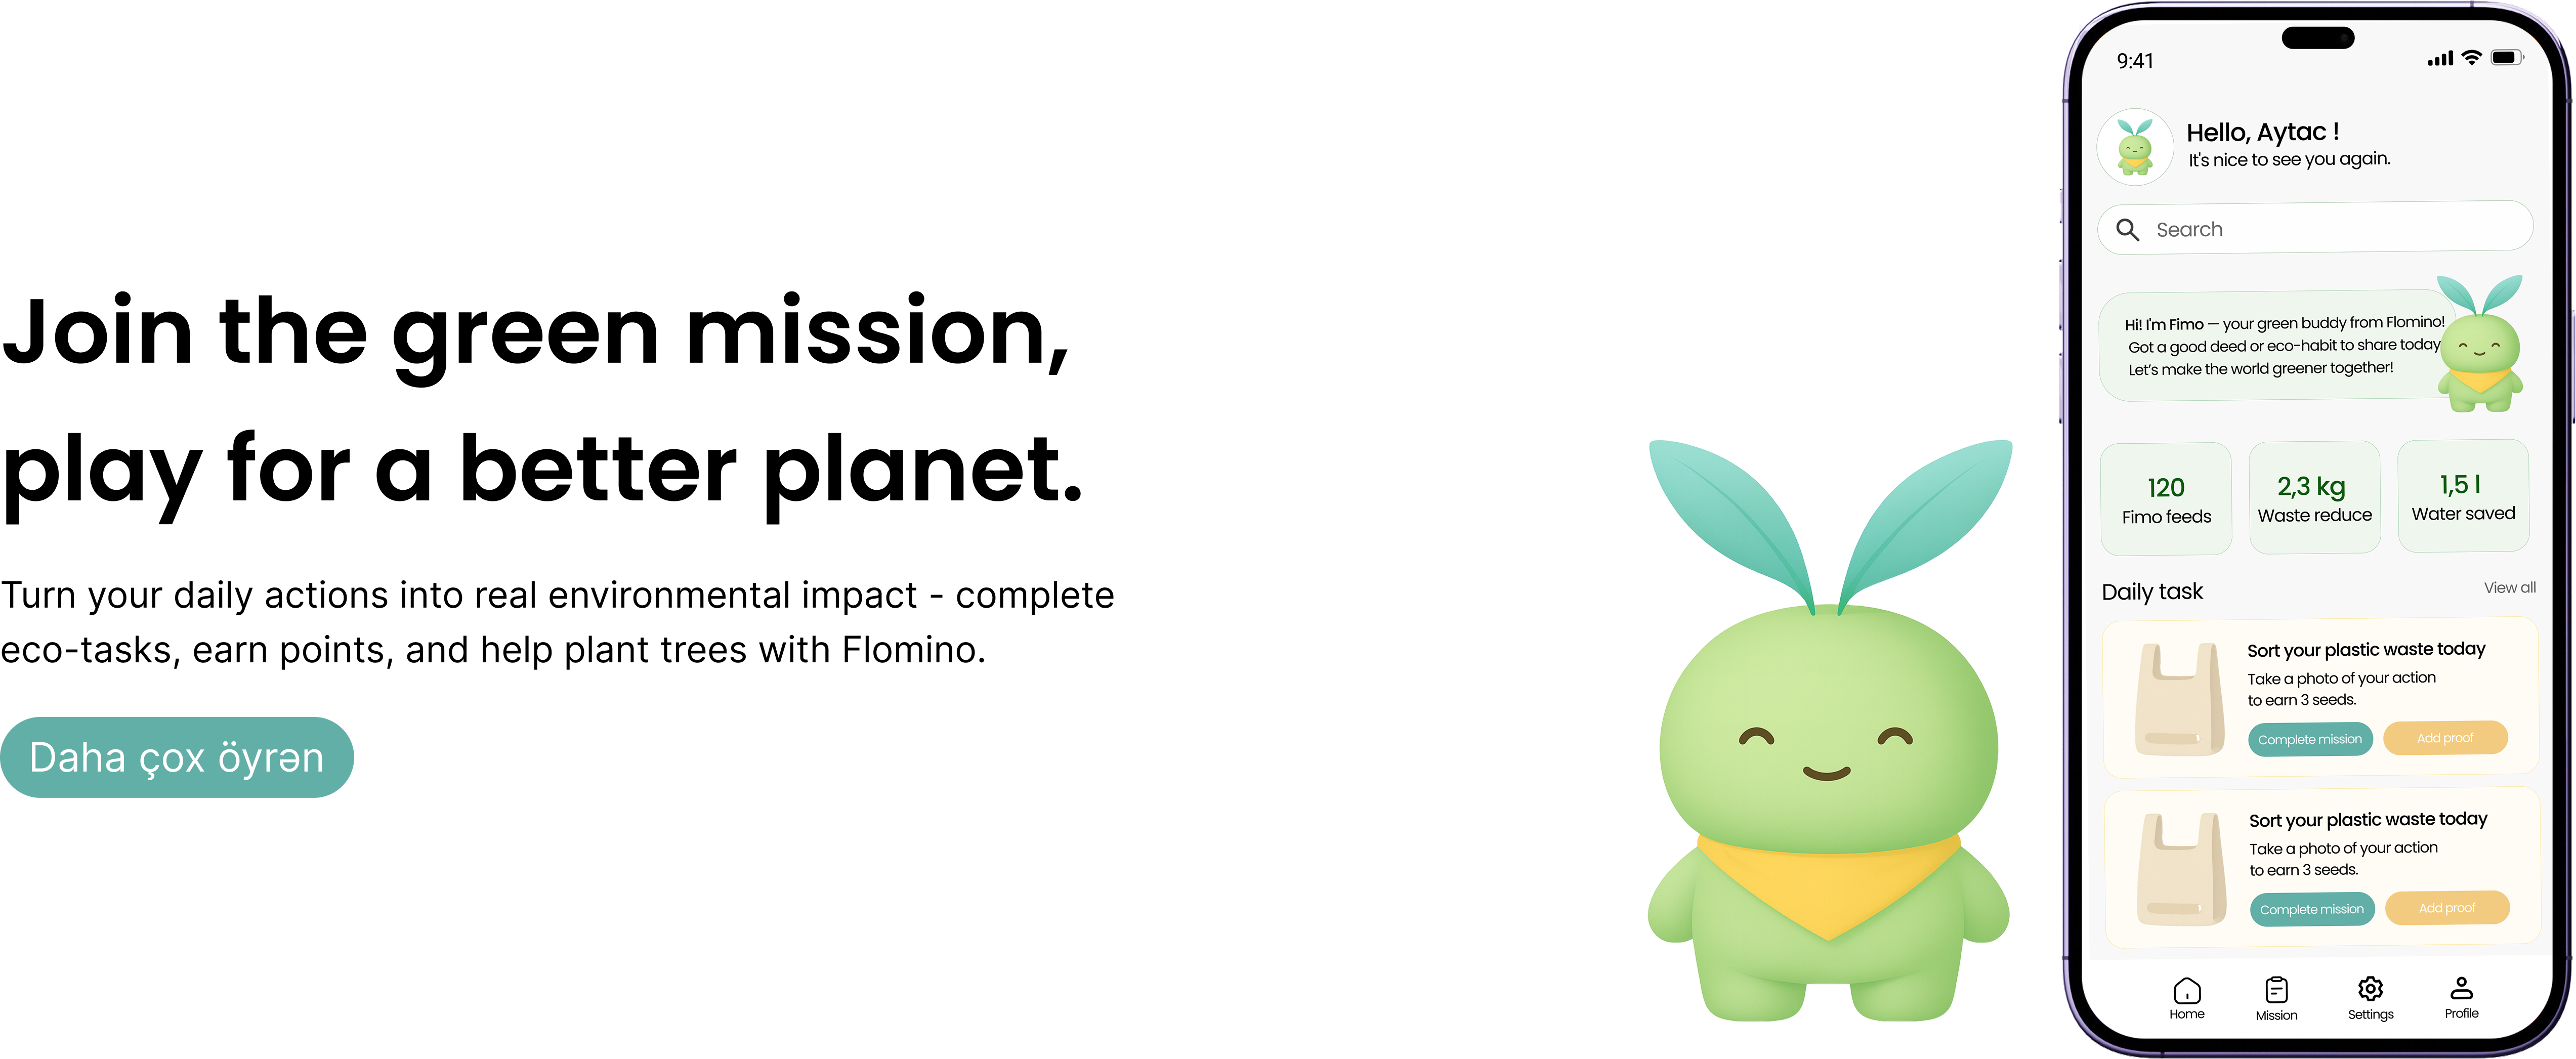 Join the green mission,
play for a better planet.
Turn your daily actions into real environmental impact - complete
eco-tasks, earn points, and help plant trees with Flomino.
Daha çox öyrən
9:41
Hello, Aytac !
It's nice to see you again.
Search
Hi! I'm Fimo — your green buddy from Flomino!
Got a good deed or eco-habit to share today
Let's make the world greener together!
120
Fimo feeds
2,3 kg
Waste reduce
1,5 l
Water saved
Daily task
View all
Sort your plastic waste today
Take a photo of your action
to earn 3 seeds.
Complete mission
Add proof
Sort your plastic waste today
Take a photo of your action
to earn 3 seeds.
Complete mission
Add proof
Home
Mission
Settings
Profile